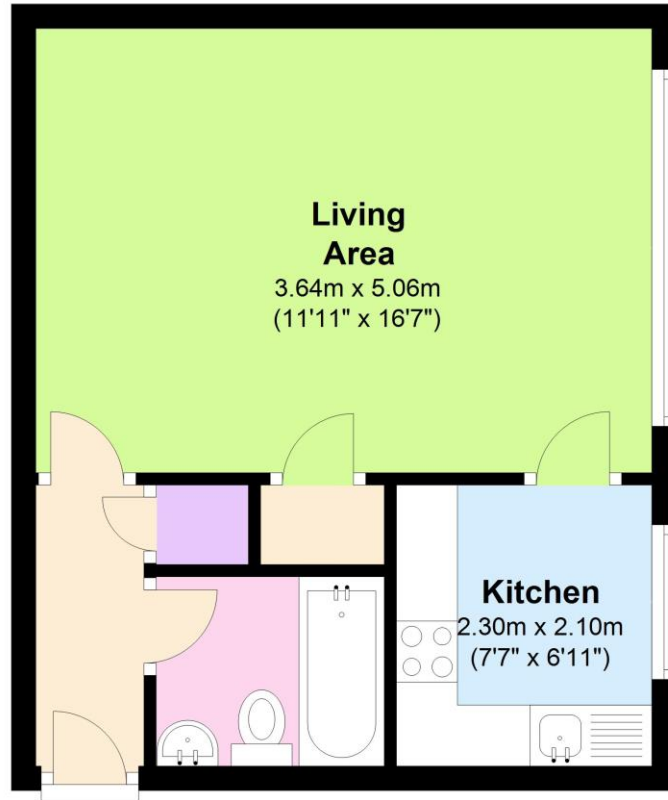 Living
Area
3.64m x 5.06m
(11'11" x 16'7")
Kitchen
2.30m x 2.10m
(7'7" x 6'11")